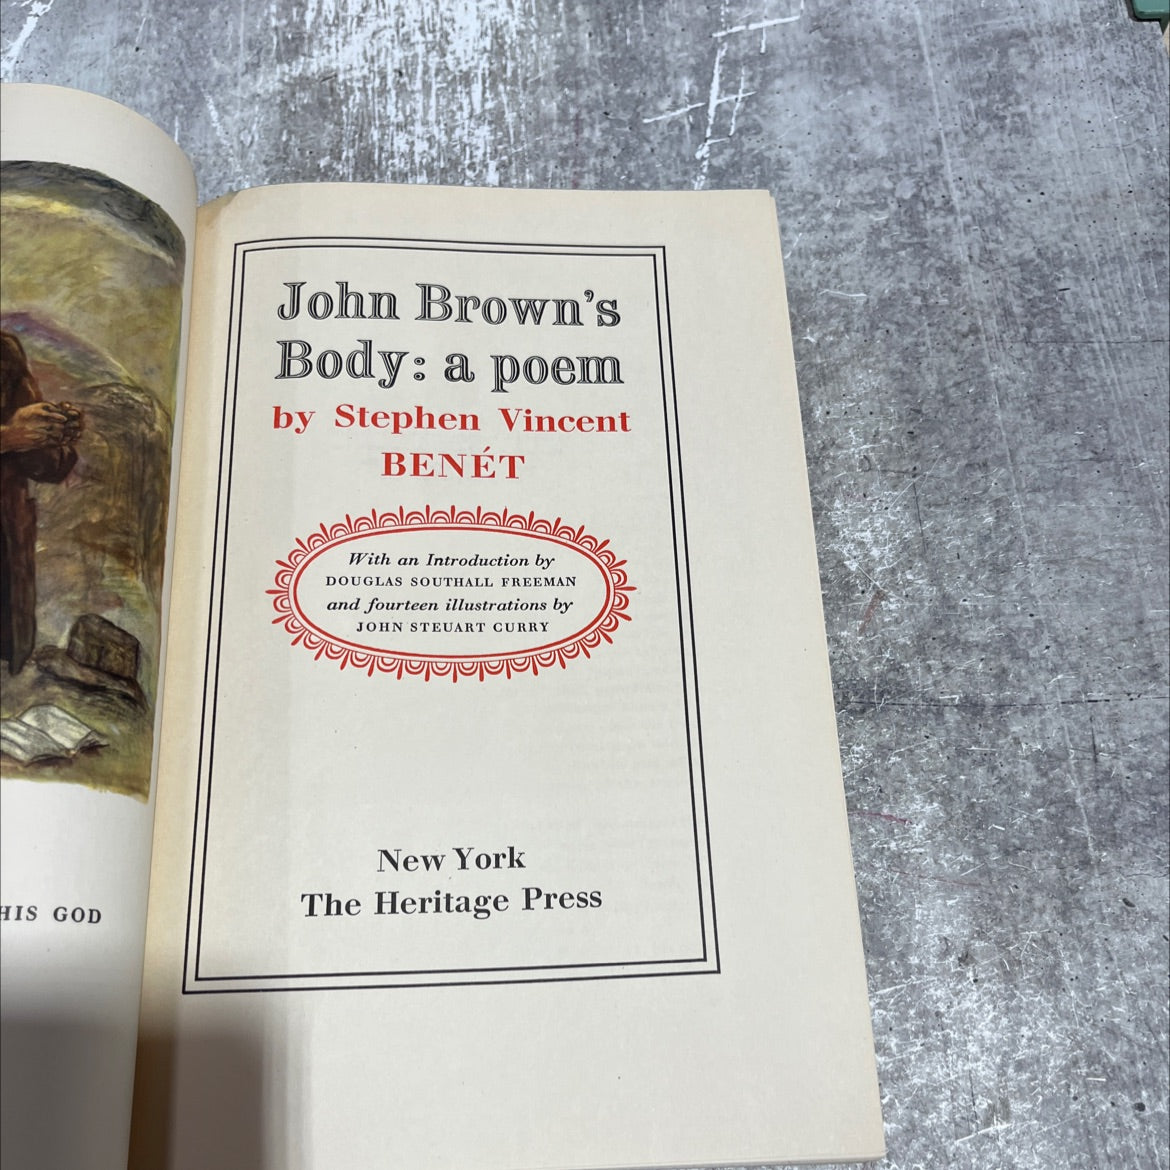 HIS GOD
John Brown's
Body: a poem
by Stephen Vincent
BENÉT
With an Introduction by
DOUGLAS SOUTHALL FREEMAN
and fourteen illustrations by
JOHN STEUART CURRY
New York
The Heritage Press